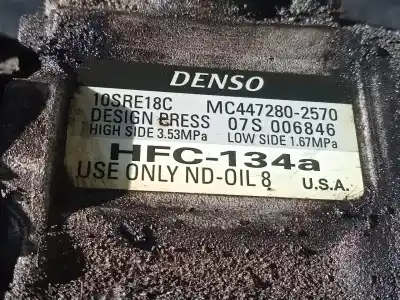 DENSO
10SRE18C MC447280-2570
DESIGN PRESS 07S 006846
HIGH SIDE 3.53MPa LOW SIDE 1.67MPa
HFC-134a
USE ONLY ND-OIL 8 U.S.A.